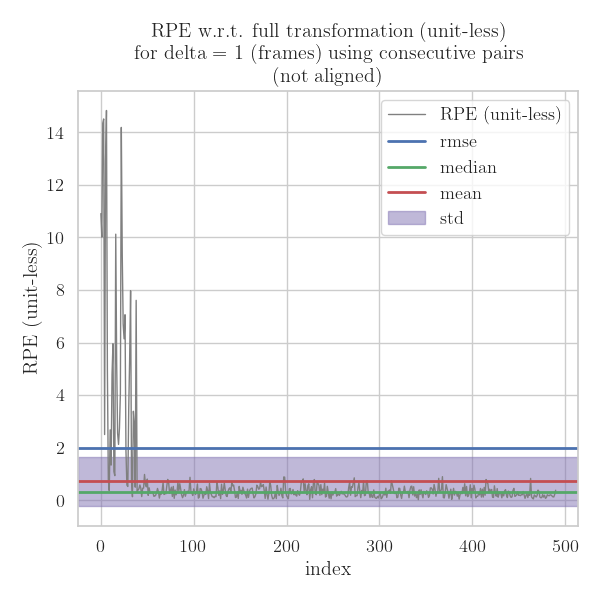 RPE w.r.t. full transformation (unit-less)
for delta = 1 (frames) using consecutive pairs
(not aligned)
RPE (unit-less)
rmse
median
mean
std
14
12
10
8
6
4
2
0
RPE (unit-less)
0
100
200
300
400
500
index